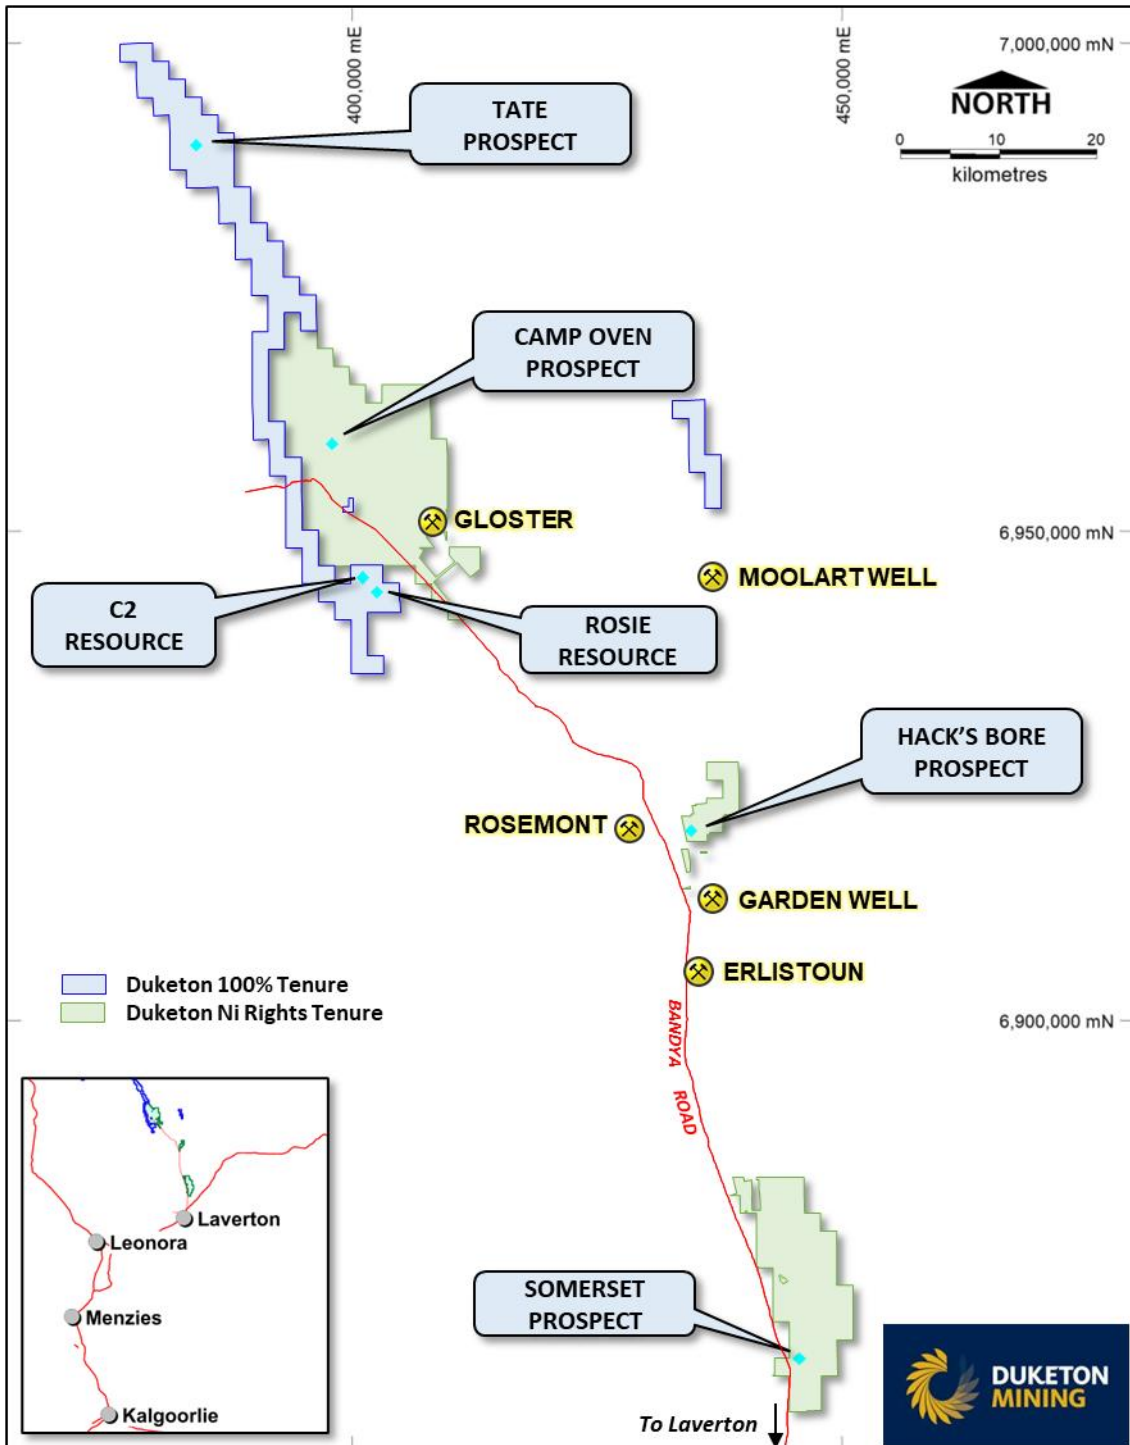 400,000 mE
450,000 mE
7,000,000 mN
NORTH
0 10 20
kilometres
TATE
PROSPECT
CAMP OVEN
PROSPECT
GLOSTER
6,950,000 mN
MOOLART WELL
C2
RESOURCE
ROSIE
RESOURCE
HACK'S BORE
PROSPECT
ROSEMONT
GARDEN WELL
ERLISTOUN
Duketon 100% Tenure
Duketon Ni Rights Tenure
6,900,000 mN
BANDYA ROAD
Laverton
Leonora
Menzies
Kalgoorlie
SOMERSET
PROSPECT
To Laverton
DUKETON
MINING